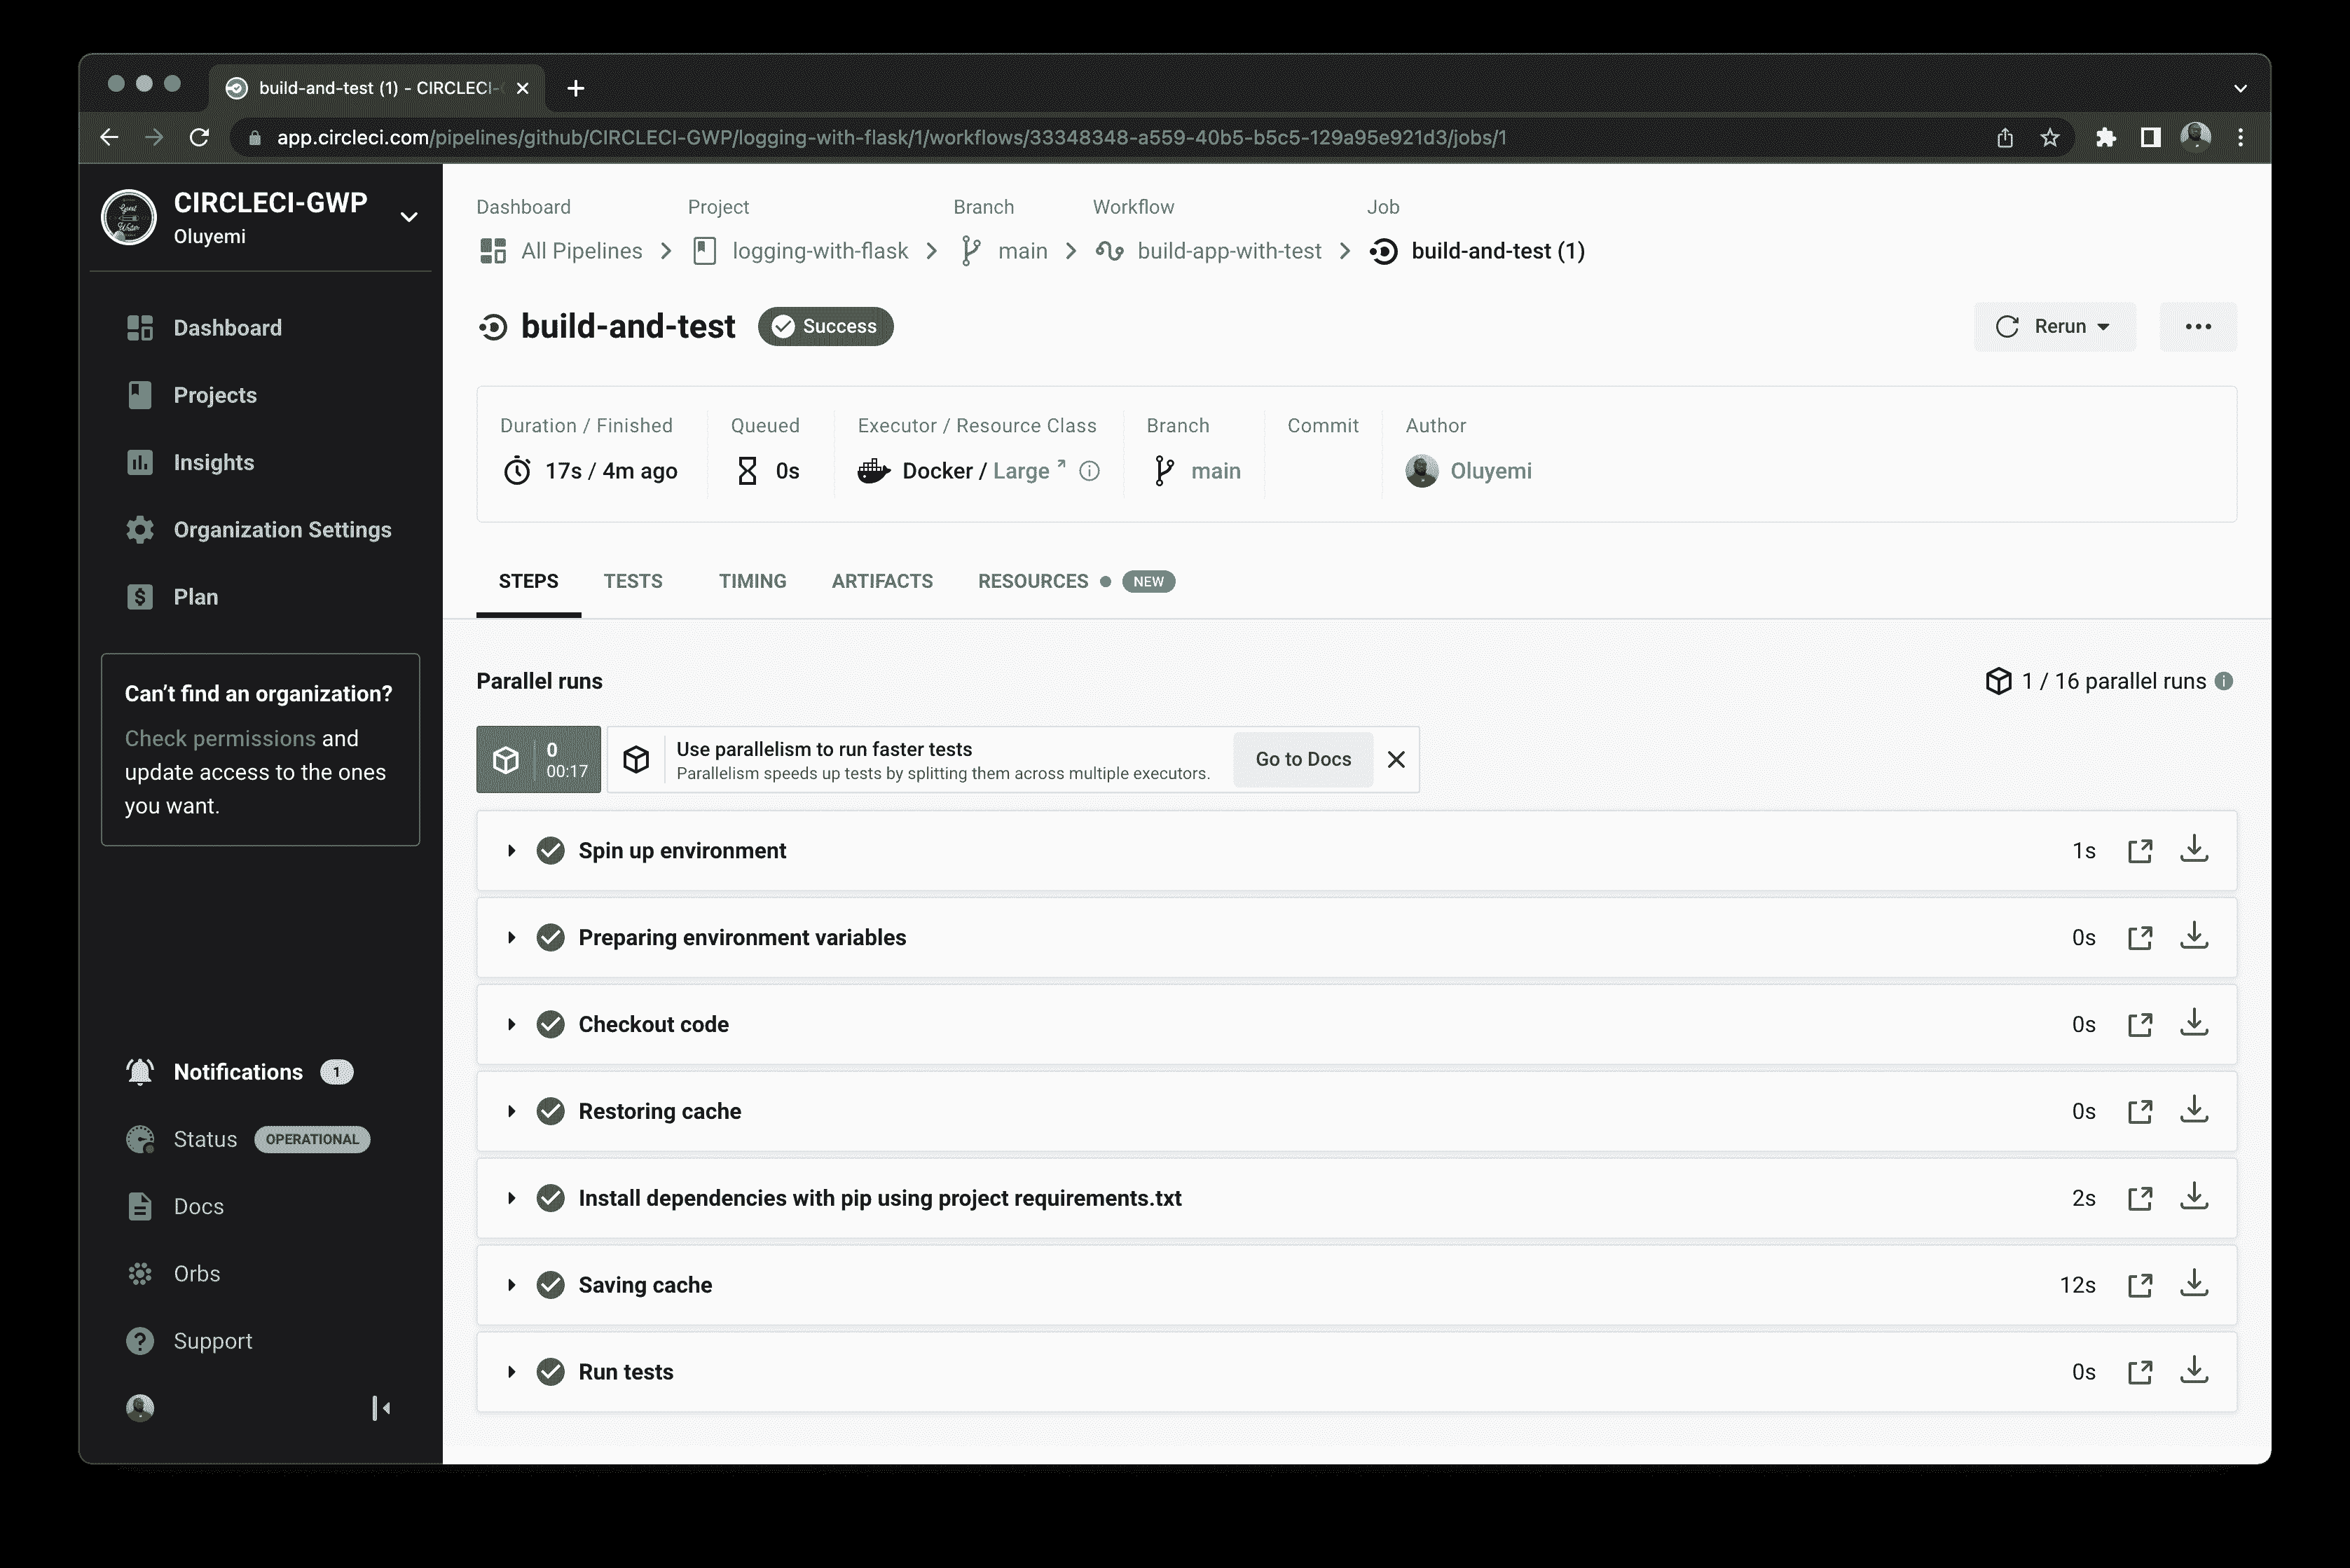 build-and-test (1) - CIRCLECI-
app.circleci.com/pipelines/github/CIRCLECI-GWP/logging-with-flask/1/workflows/33348348-a559-40b5-b5c5-129a95e921d3/jobs/1
CIRCLECI-GWP
Oluyemi
Dashboard
Projects
Insights
Organization Settings
Plan
Can't find an organization?
Check permissions and
update access to the ones
you want.
Notifications 1
Status OPERATIONAL
Docs
Orbs
Support
Dashboard Project Branch Workflow Job
All Pipelines logging-with-flask main build-app-with-test build-and-test (1)
build-and-test Success Rerun
Duration / Finished Queued Executor / Resource Class Branch Commit Author
17s / 4m ago 0s Docker / Large main Oluyemi
STEPS TESTS TIMING ARTIFACTS RESOURCES NEW
Parallel runs 1 / 16 parallel runs
0
00:17
Use parallelism to run faster tests
Parallelism speeds up tests by splitting them across multiple executors.
Go to Docs
Spin up environment 1s
Preparing environment variables 0s
Checkout code 0s
Restoring cache 0s
Install dependencies with pip using project requirements.txt 2s
Saving cache 12s
Run tests 0s